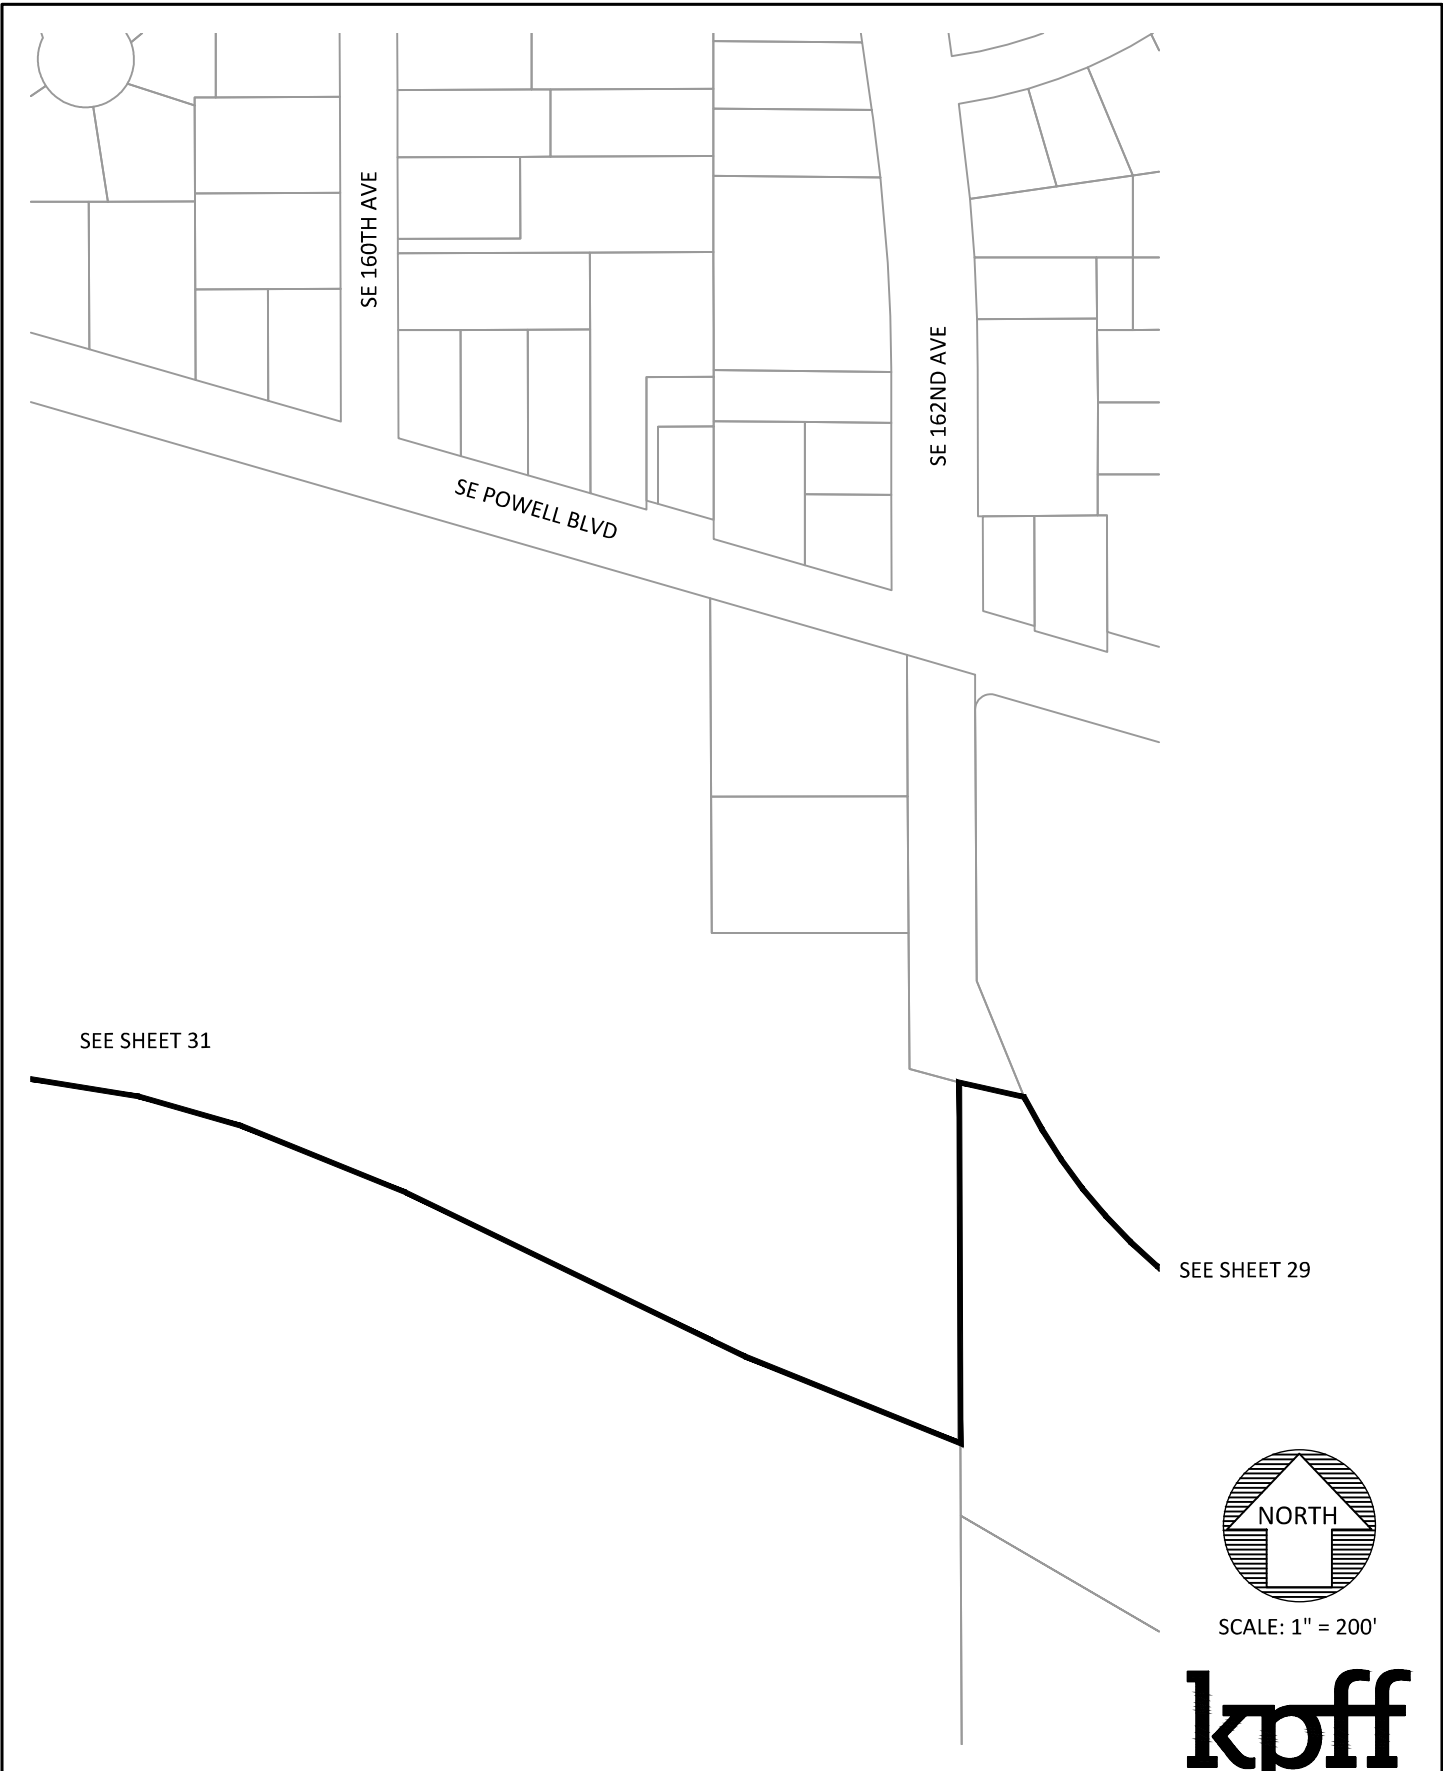 SE 160TH AVE
SE 162ND AVE
SE POWELL BLVD
SEE SHEET 31
SEE SHEET 29
NORTH
SCALE: 1" = 200'
kpff